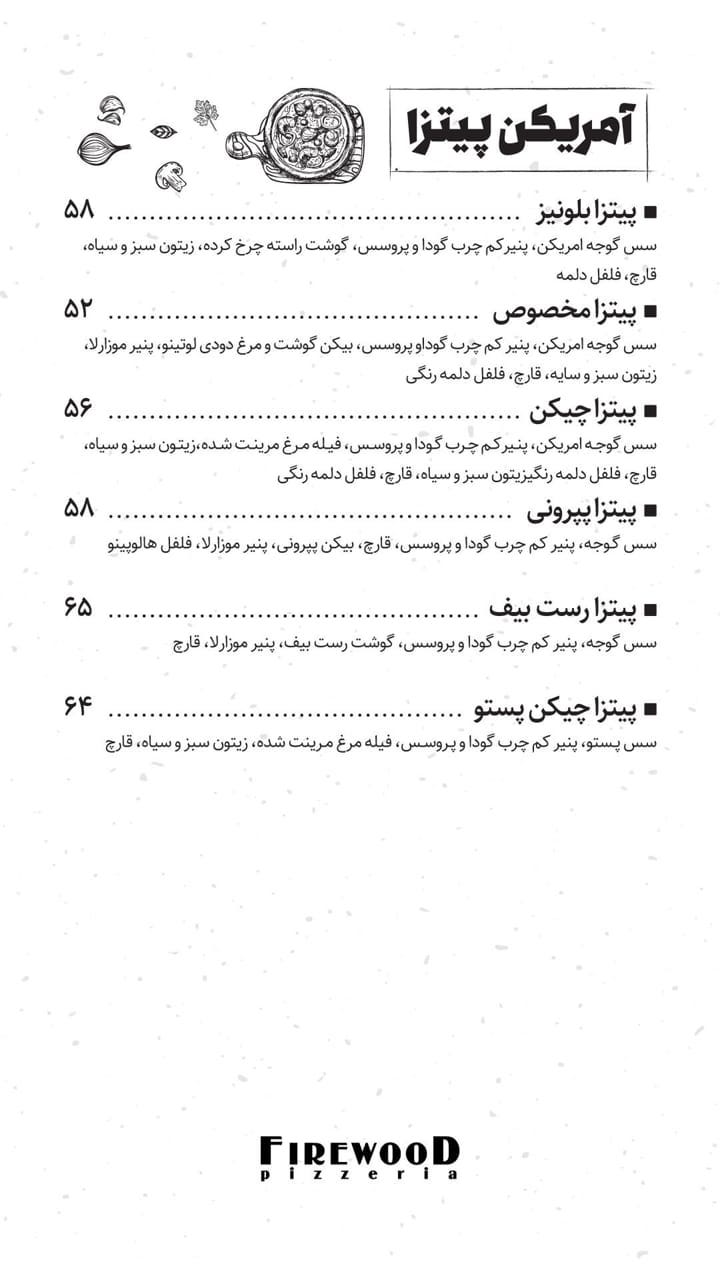 آمریکن پیتزا
■ پیتزا بلونیز ................................................. ۵۸
سس گوجه امریکن، پنیر کم چرب گودا و پروسس، گوشت راسته چرخ کرده، زیتون سبز و سیاه،
قارچ، فلفل دلمه
■ پیتزا مخصوص ............................................ ۵۲
سس گوجه امریکن، پنیر کم چرب گوداو پروسس، بیکن گوشت و مرغ دودی لوتینو، پنیر موزارلا،
زیتون سبز و سایه، قارچ، فلفل دلمه رنگی
■ پیتزا چیکن ................................................. ۵۶
سس گوجه امریکن، پنیر کم چرب گودا و پروسس، فیله مرغ مرینت شده،زیتون سبز و سیاه،
قارچ، فلفل دلمه رنگیزیتون سبز و سیاه، قارچ، فلفل دلمه رنگی
■ پیتزا پپرونی ................................................ ۵۸
سس گوجه، پنیر کم چرب گودا و پروسس، قارچ، بیکن پپرونی، پنیر موزارلا، فلفل هالوپینو
■ پیتزا رست بیف ............................................ ۶۵
سس گوجه، پنیر کم چرب گودا و پروسس، گوشت رست بیف، پنیر موزارلا، قارچ
■ پیتزا چیکن پستو .......................................... ۶۴
سس پستو، پنیر کم چرب گودا و پروسس، فیله مرغ مرینت شده، زیتون سبز و سیاه، قارچ
FIREWOOD
pizzeria